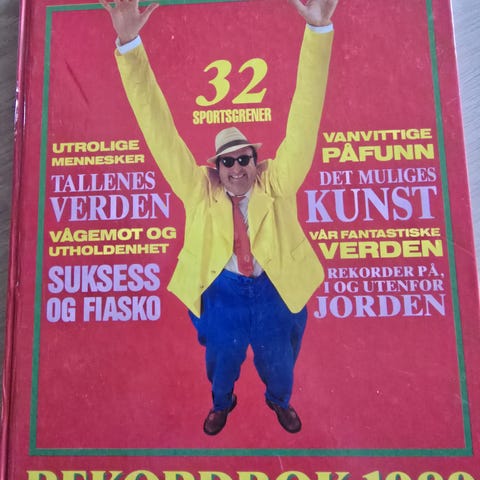 32
SPORTSGRENER
UTROLIGE
MENNESKER
TALLENES
VERDEN
VÅGEMOT OG
UTHOLDENHET
SUKSESS
OG FIASKO
VANVITTIGE
PÅFUNN
DET MULIGES
KUNST
VÅR FANTASTISKE
VERDEN
REKORDER PÅ,
I OG UTENFOR
JORDEN
REKORDBOK